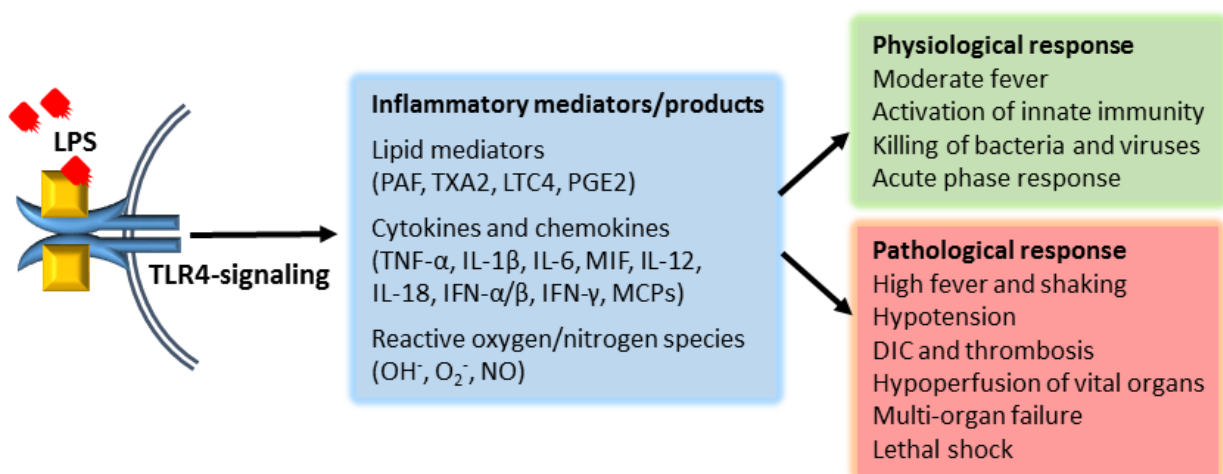 LPS
TLR4-signaling
Inflammatory mediators/products
Lipid mediators
(PAF, TXA2, LTC4, PGE2)
Cytokines and chemokines
(TNF-α, IL-1β, IL-6, MIF, IL-12,
IL-18, IFN-α/β, IFN-γ, MCPs)
Reactive oxygen/nitrogen species
(OH⁻, O₂⁻, NO)
Physiological response
Moderate fever
Activation of innate immunity
Killing of bacteria and viruses
Acute phase response
Pathological response
High fever and shaking
Hypotension
DIC and thrombosis
Hypoperfusion of vital organs
Multi-organ failure
Lethal shock